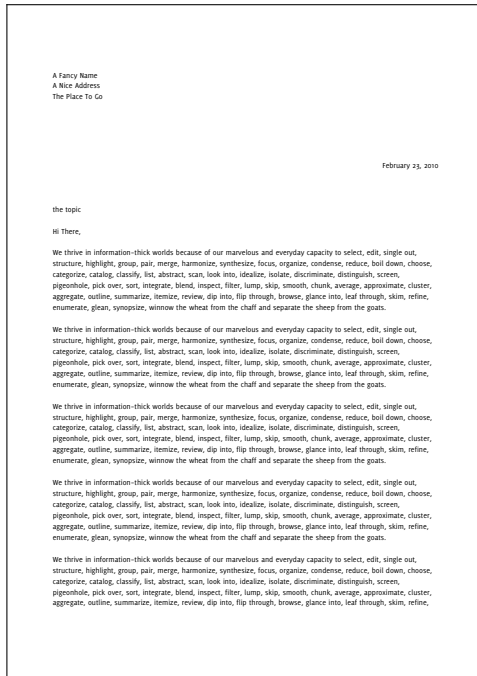 A Fancy Name
A Nice Address
The Place To Go
February 23, 2010
the topic
Hi There,
We thrive in information-thick worlds because of our marvelous and everyday capacity to select, edit, single out,
structure, highlight, group, pair, merge, harmonize, synthesize, focus, organize, condense, reduce, boil down, choose,
categorize, catalog, classify, list, abstract, scan, look into, idealize, isolate, discriminate, distinguish, screen,
pigeonhole, pick over, sort, integrate, blend, inspect, filter, lump, skip, smooth, chunk, average, approximate, cluster,
aggregate, outline, summarize, itemize, review, dip into, flip through, browse, glance into, leaf through, skim, refine,
enumerate, glean, synopsize, winnow the wheat from the chaff and separate the sheep from the goats.
We thrive in information-thick worlds because of our marvelous and everyday capacity to select, edit, single out,
structure, highlight, group, pair, merge, harmonize, synthesize, focus, organize, condense, reduce, boil down, choose,
categorize, catalog, classify, list, abstract, scan, look into, idealize, isolate, discriminate, distinguish, screen,
pigeonhole, pick over, sort, integrate, blend, inspect, filter, lump, skip, smooth, chunk, average, approximate, cluster,
aggregate, outline, summarize, itemize, review, dip into, flip through, browse, glance into, leaf through, skim, refine,
enumerate, glean, synopsize, winnow the wheat from the chaff and separate the sheep from the goats.
We thrive in information-thick worlds because of our marvelous and everyday capacity to select, edit, single out,
structure, highlight, group, pair, merge, harmonize, synthesize, focus, organize, condense, reduce, boil down, choose,
categorize, catalog, classify, list, abstract, scan, look into, idealize, isolate, discriminate, distinguish, screen,
pigeonhole, pick over, sort, integrate, blend, inspect, filter, lump, skip, smooth, chunk, average, approximate, cluster,
aggregate, outline, summarize, itemize, review, dip into, flip through, browse, glance into, leaf through, skim, refine,
enumerate, glean, synopsize, winnow the wheat from the chaff and separate the sheep from the goats.
We thrive in information-thick worlds because of our marvelous and everyday capacity to select, edit, single out,
structure, highlight, group, pair, merge, harmonize, synthesize, focus, organize, condense, reduce, boil down, choose,
categorize, catalog, classify, list, abstract, scan, look into, idealize, isolate, discriminate, distinguish, screen,
pigeonhole, pick over, sort, integrate, blend, inspect, filter, lump, skip, smooth, chunk, average, approximate, cluster,
aggregate, outline, summarize, itemize, review, dip into, flip through, browse, glance into, leaf through, skim, refine,
enumerate, glean, synopsize, winnow the wheat from the chaff and separate the sheep from the goats.
We thrive in information-thick worlds because of our marvelous and everyday capacity to select, edit, single out,
structure, highlight, group, pair, merge, harmonize, synthesize, focus, organize, condense, reduce, boil down, choose,
categorize, catalog, classify, list, abstract, scan, look into, idealize, isolate, discriminate, distinguish, screen,
pigeonhole, pick over, sort, integrate, blend, inspect, filter, lump, skip, smooth, chunk, average, approximate, cluster,
aggregate, outline, summarize, itemize, review, dip into, flip through, browse, glance into, leaf through, skim, refine,